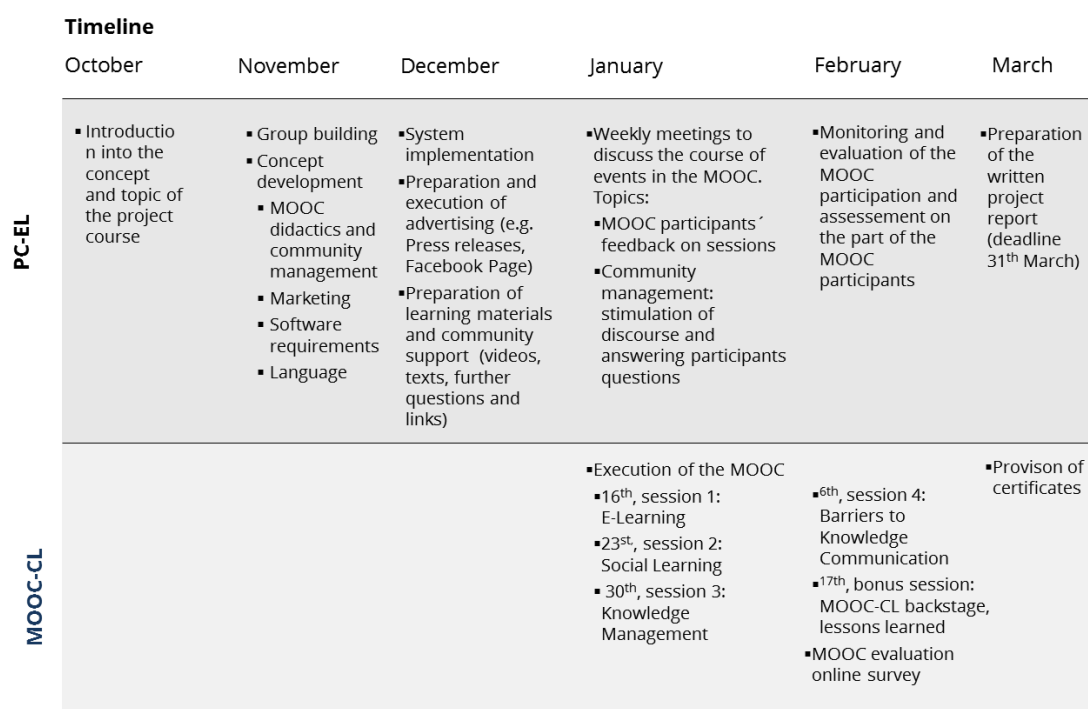 Timeline
October
November
December
January
February
March
PC-EL
▪ Introductio
n into the
concept
and topic of
the project
course
▪ Group building
▪ Concept
development
▪ MOOC
didactics and
community
management
▪ Marketing
▪ Software
requirements
▪ Language
▪System
implementation
▪Preparation and
execution of
advertising (e.g.
Press releases,
Facebook Page)
▪Preparation of
learning materials
and community
support (videos,
texts, further
questions and
links)
▪Weekly meetings to
discuss the course of
events in the MOOC.
Topics:
▪MOOC participants´
feedback on sessions
▪Community
management:
stimulation of
discourse and
answering participants
questions
▪Monitoring and
evaluation of the
MOOC
participation and
assessement on
the part of the
MOOC
participants
▪Preparation
of the
written
project
report
(deadline
31th March)
MOOC-CL
▪Execution of the MOOC
▪16th, session 1:
E-Learning
▪23st, session 2:
Social Learning
▪ 30th, session 3:
Knowledge
Management
▪6th, session 4:
Barriers to
Knowledge
Communication
▪17th, bonus session:
MOOC-CL backstage,
lessons learned
▪MOOC evaluation
online survey
▪Provison of
certificates